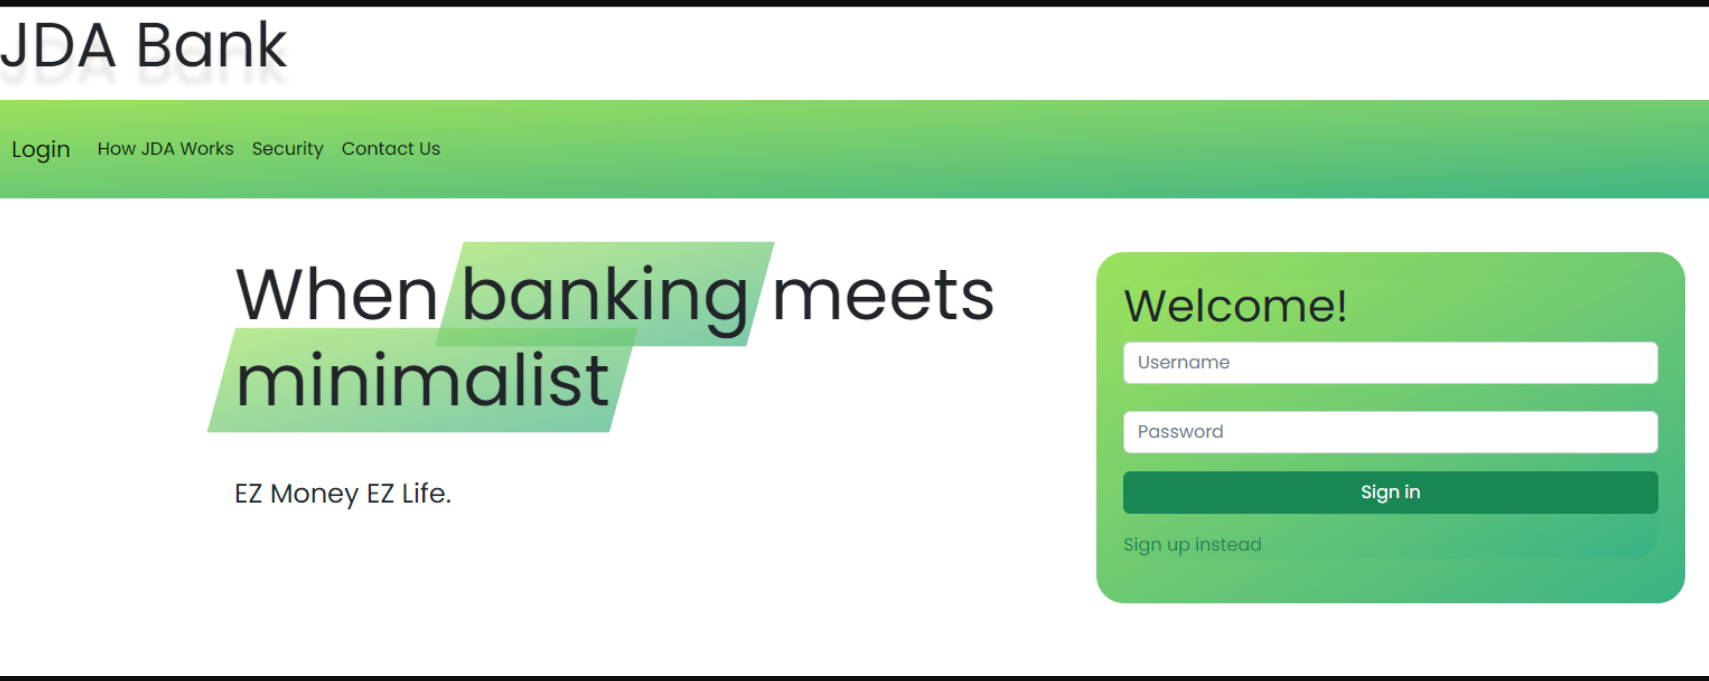 JDA Bank
Login How JDA Works Security Contact Us
When banking meets
minimalist
EZ Money EZ Life.
Welcome!
Username
Password
Sign in
Sign up instead